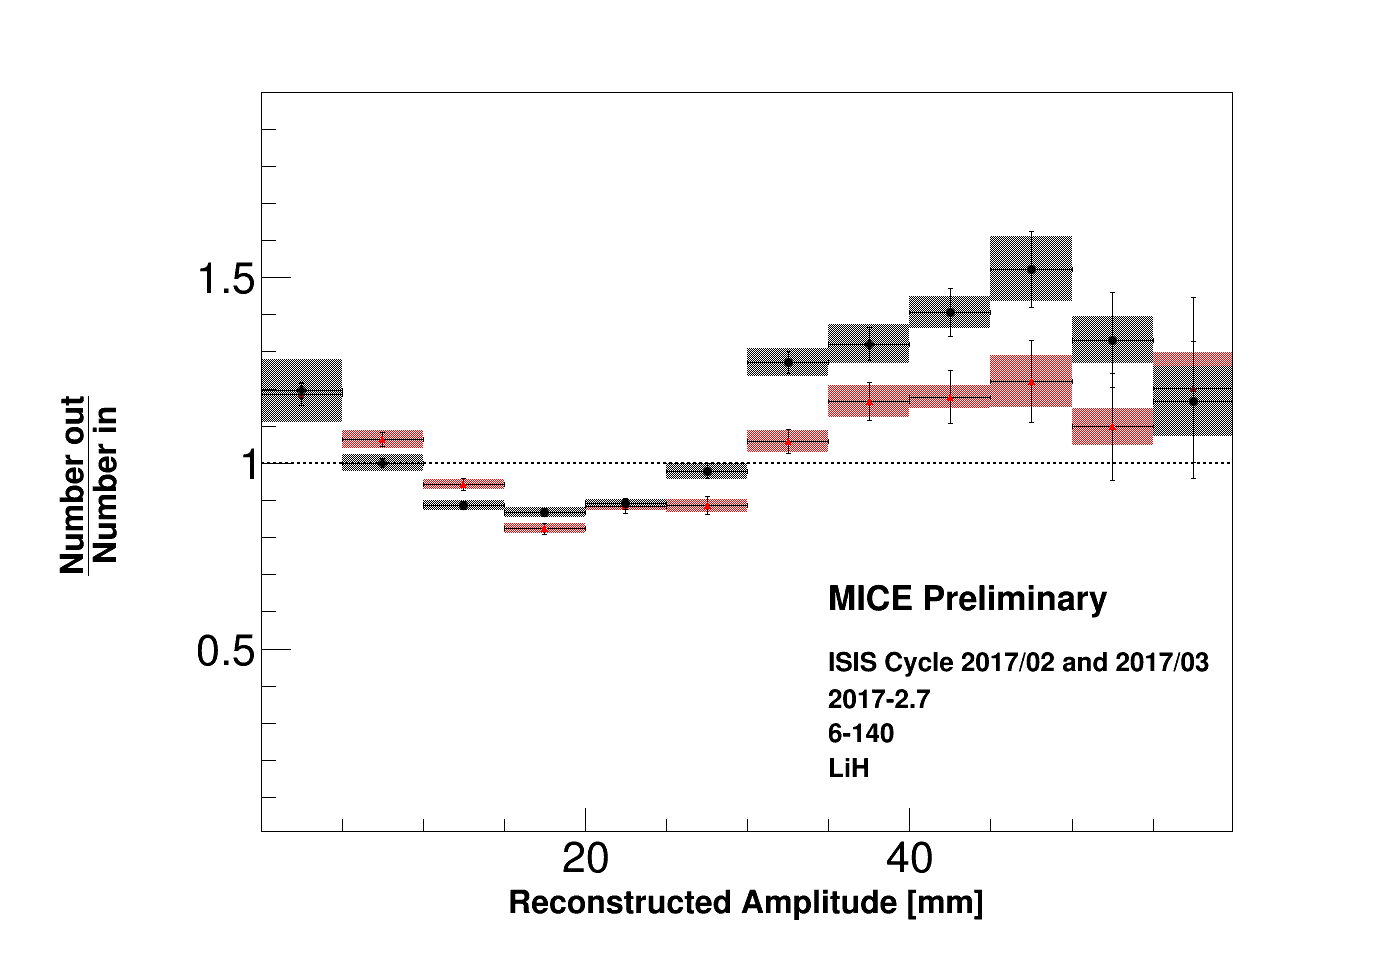 Number out
Number in
1.5
1
0.5
MICE Preliminary
ISIS Cycle 2017/02 and 2017/03
2017-2.7
6-140
LiH
20
40
Reconstructed Amplitude [mm]